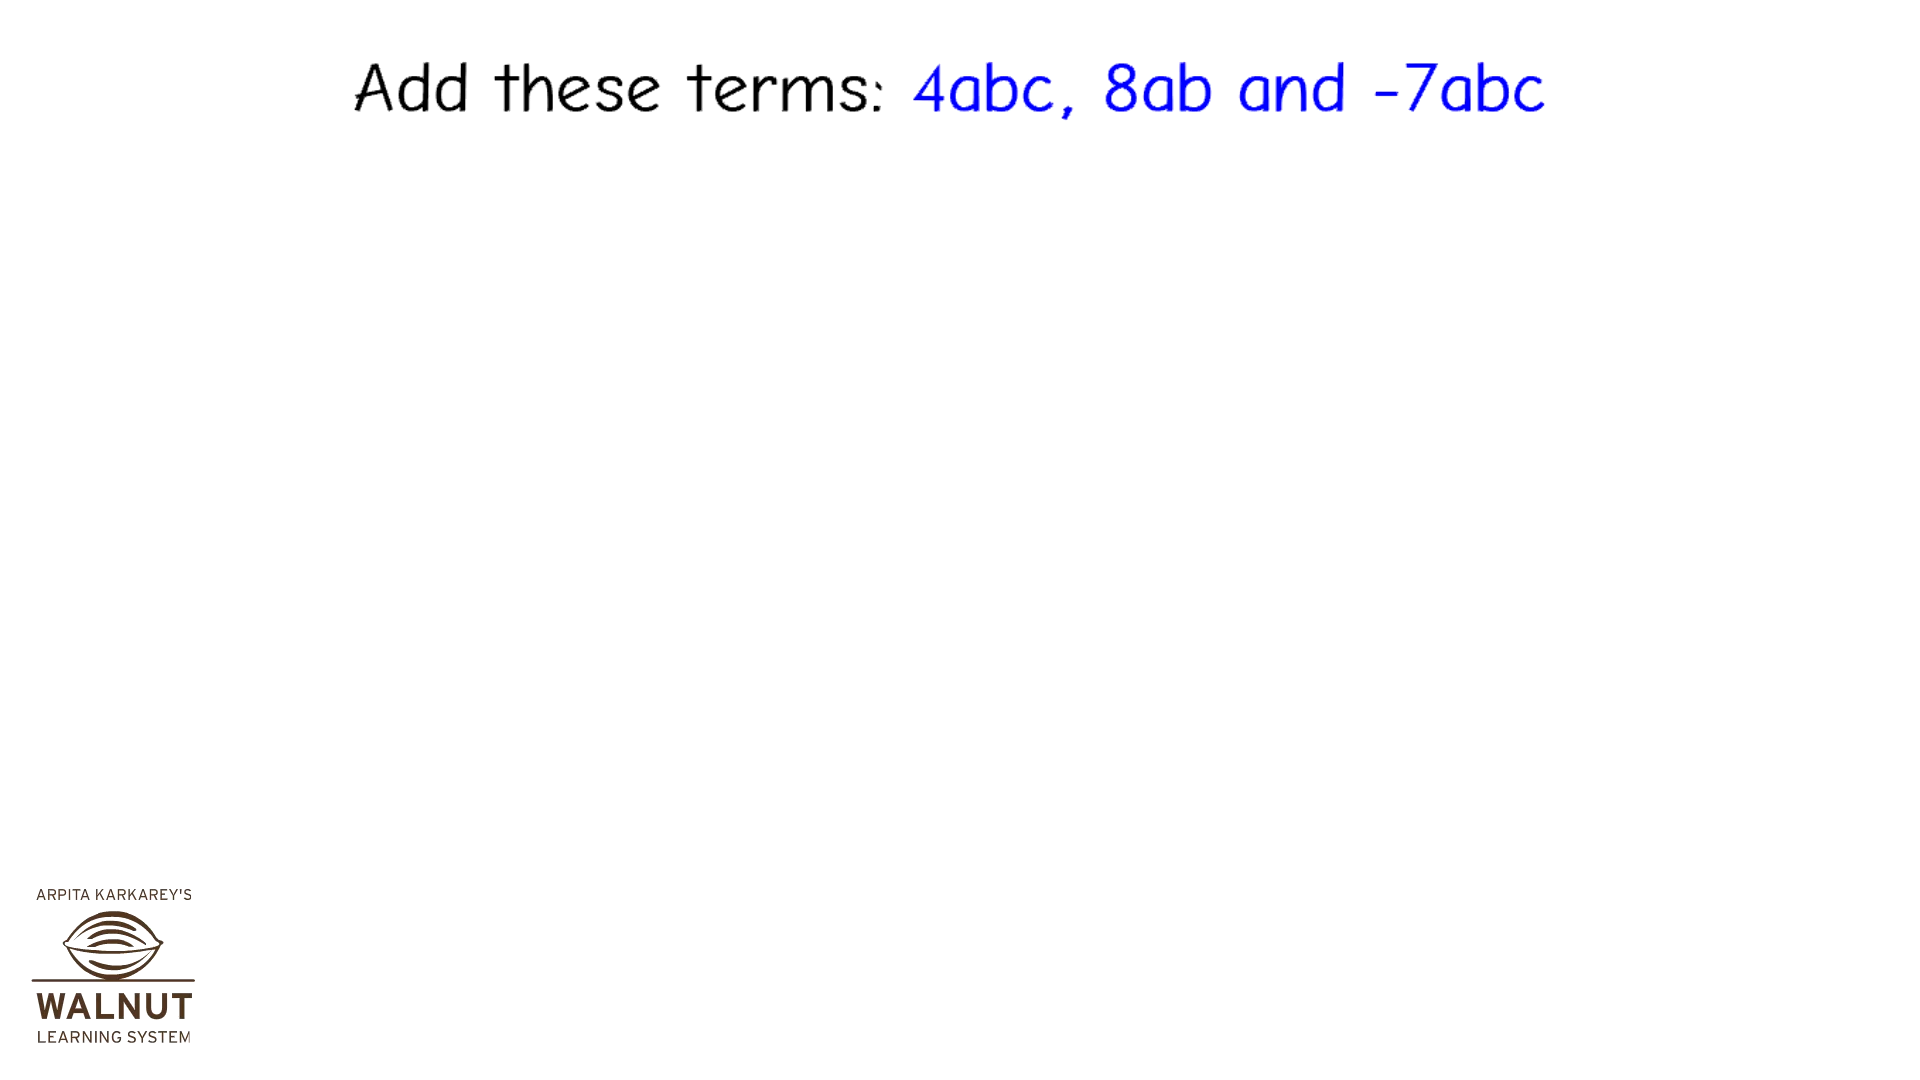 Add these terms: 4abc, 8ab and -7abc
ARPITA KARKAREY'S
WALNUT
LEARNING SYSTEM